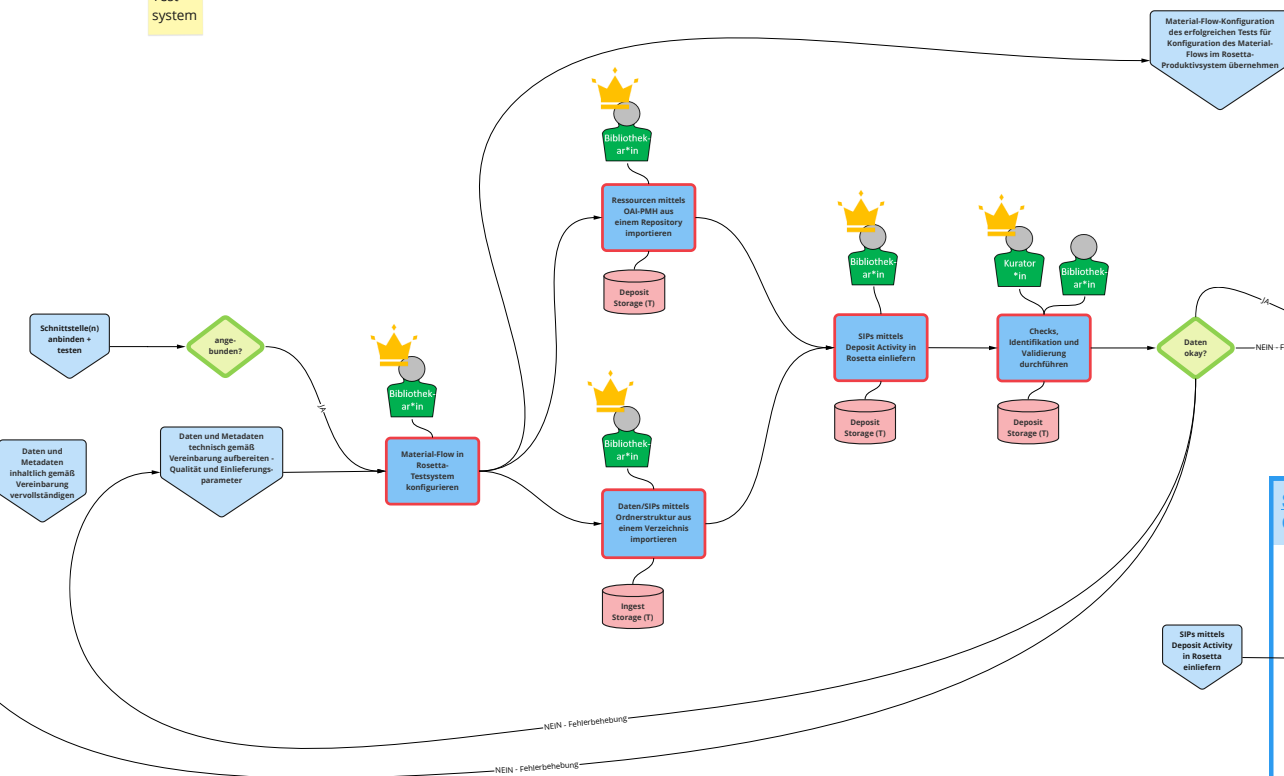 system
Material-Flow-Konfiguration
des erfolgreichen Tests für
Konfiguration des Material-
Flows im Rosetta-
Produktivsystem übernehmen
Bibliothek-
ar*in
Ressourcen mittels
OAI-PMH aus
einem Repository
importieren
Deposit
Storage (T)
Bibliothek-
ar*in
Kurator
*in
Bibliothek-
ar*in
Schnittstelle(n)
anbinden +
testen
ange-
bunden?
JA
SIPs mittels
Deposit Activity in
Rosetta einliefern
Checks,
Identifikation und
Validierung
durchführen
Daten
okay?
JA
NEIN - F
Deposit
Storage (T)
Deposit
Storage (T)
Bibliothek-
ar*in
Daten und
Metadaten
inhaltlich gemäß
Vereinbarung
vervollständigen
Daten und Metadaten
technisch gemäß
Vereinbarung aufbereiten -
Qualität und Einlieferungs-
parameter
Material-Flow in
Rosetta-
Testsystem
konfigurieren
Bibliothek-
ar*in
Daten/SIPs mittels
Ordnerstruktur aus
einem Verzeichnis
importieren
Ingest
Storage (T)
SIPs mittels
Deposit Activity
in Rosetta
einliefern
NEIN - Fehlerbehebung
NEIN - Fehlerbehebung